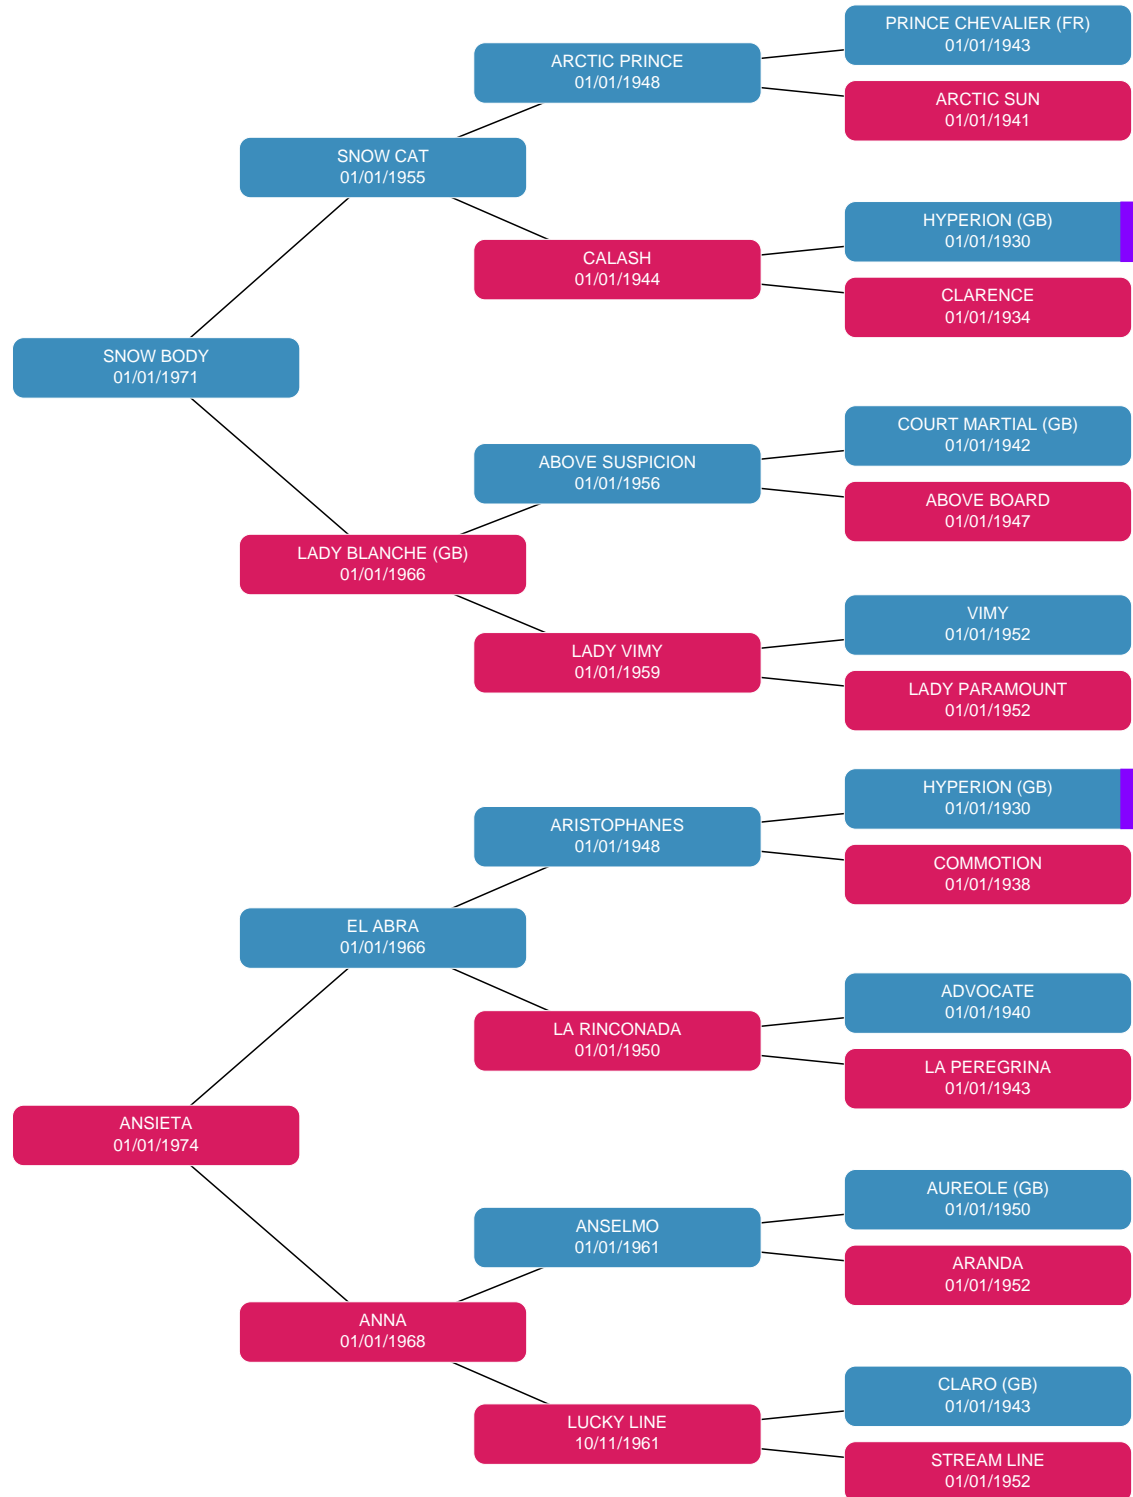 PRINCE CHEVALIER (FR)
01/01/1943
ARCTIC PRINCE
01/01/1948
ARCTIC SUN
01/01/1941
SNOW CAT
01/01/1955
HYPERION (GB)
01/01/1930
CALASH
01/01/1944
CLARENCE
01/01/1934
SNOW BODY
01/01/1971
COURT MARTIAL (GB)
01/01/1942
ABOVE SUSPICION
01/01/1956
ABOVE BOARD
01/01/1947
LADY BLANCHE (GB)
01/01/1966
VIMY
01/01/1952
LADY VIMY
01/01/1959
LADY PARAMOUNT
01/01/1952
HYPERION (GB)
01/01/1930
ARISTOPHANES
01/01/1948
COMMOTION
01/01/1938
EL ABRA
01/01/1966
ADVOCATE
01/01/1940
LA RINCONADA
01/01/1950
LA PEREGRINA
01/01/1943
ANSIETA
01/01/1974
AUREOLE (GB)
01/01/1950
ANSELMO
01/01/1961
ARANDA
01/01/1952
ANNA
01/01/1968
CLARO (GB)
01/01/1943
LUCKY LINE
10/11/1961
STREAM LINE
01/01/1952